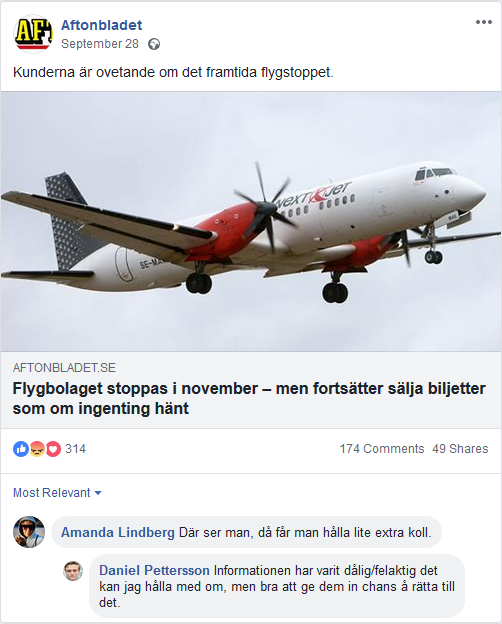 AF
Aftonbladet
September 28
Kunderna är ovetande om det framtida flygstoppet.
NEXTJET
SE-MA
AFTONBLADET.SE
Flygbolaget stoppas i november – men fortsätter sälja biljetter
som om ingenting hänt
314
174 Comments 49 Shares
Most Relevant
Amanda Lindberg Där ser man, då får man hålla lite extra koll.
Daniel Pettersson Informationen har varit dålig/felaktig det
kan jag hålla med om, men bra att ge dem in chans å rätta till
det.